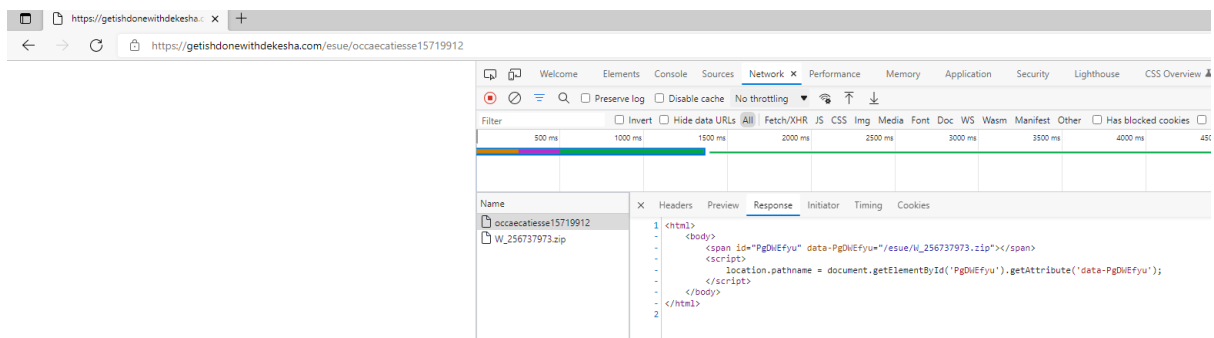 https://getishdonewithdekesha.c
https://getishdonewithdekesha.com/esue/occaecatiesse15719912
Welcome Elements Console Sources Network Performance Memory Application Security Lighthouse CSS Overview
Preserve log Disable cache No throttling
Filter Invert Hide data URLs All Fetch/XHR JS CSS Img Media Font Doc WS Wasm Manifest Other Has blocked cookies
500 ms 1000 ms 1500 ms 2000 ms 2500 ms 3000 ms 3500 ms 4000 ms 450
Name Headers Preview Response Initiator Timing Cookies
occaecatiesse15719912
W_256737973.zip
1 <html>
- <body>
- <span id="PgDWEfyu" data-PgDWEfyu="/esue/W_256737973.zip"></span>
- <script>
- location.pathname = document.getElementById('PgDWEfyu').getAttribute('data-PgDWEfyu');
- </script>
- </body>
- </html>
2